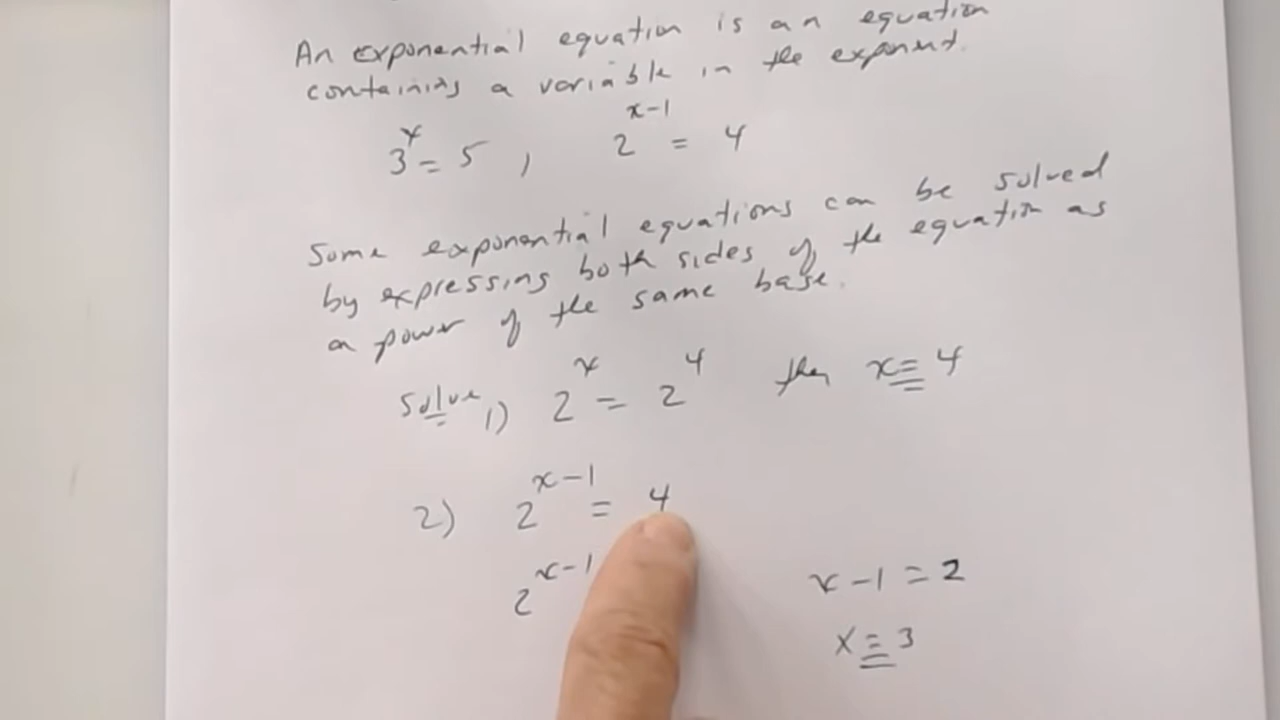 An exponential equation is an equation
containing a variable in the exponent.
3^x = 5 , 2^{x-1} = 4
Some exponential equations can be solved
by expressing both sides of the equation as
a power of the same base.
Solve 1) 2^x = 2^4 then x = 4
2) 2^{x-1} = 4
2^{x-1} x-1 = 2
x = 3